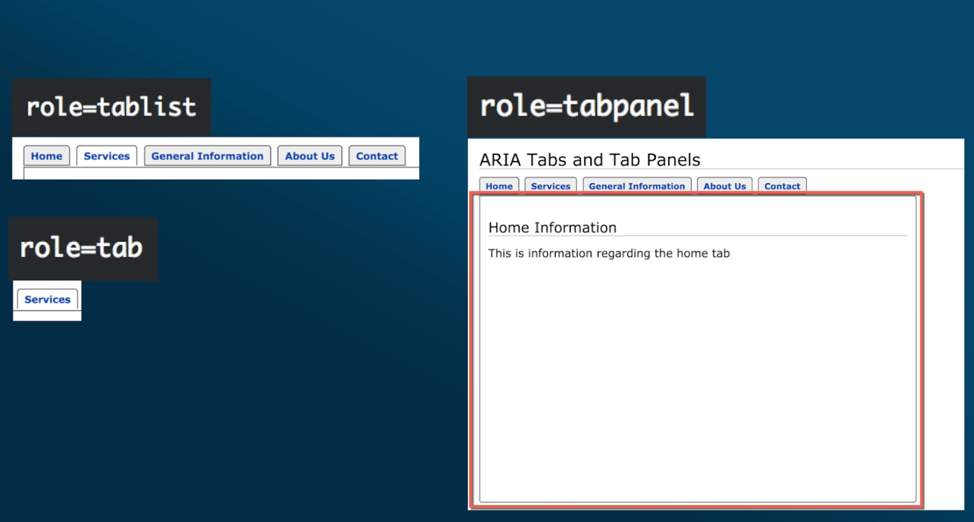 role=tablist
Home Services General Information About Us Contact
role=tab
Services
role=tabpanel
ARIA Tabs and Tab Panels
Home Services General Information About Us Contact
Home Information
This is information regarding the home tab